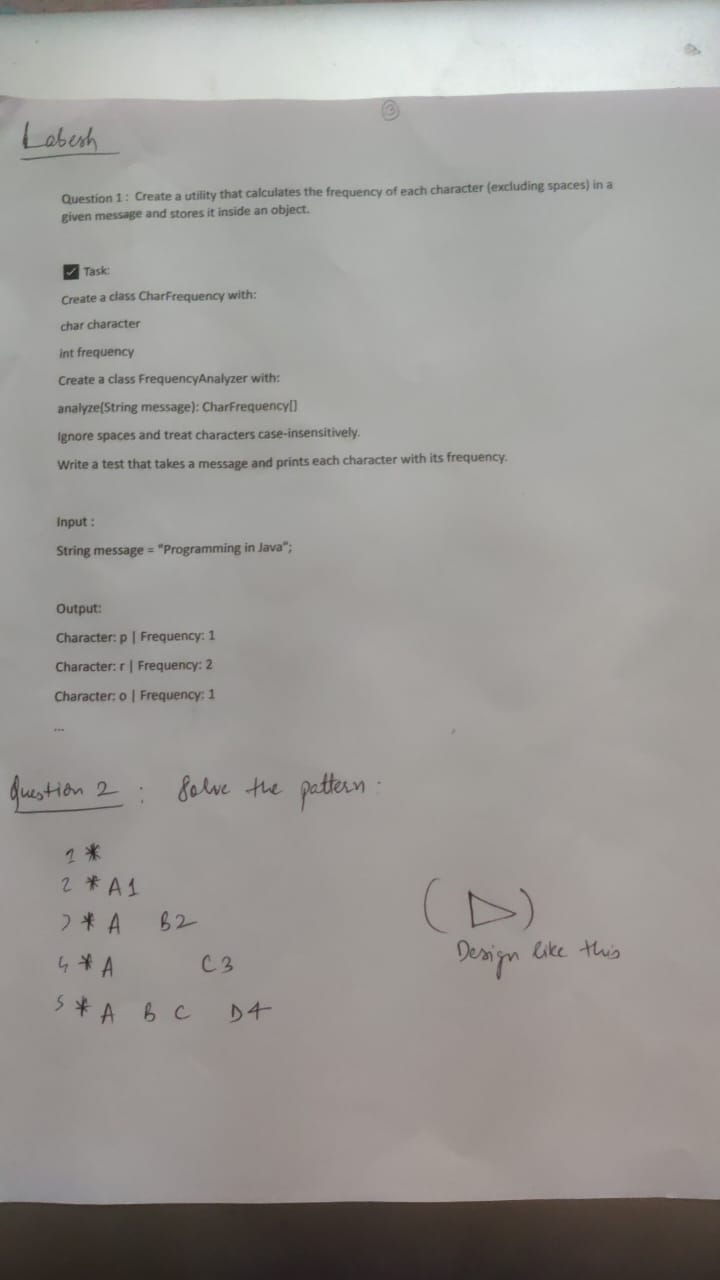 3
Labesh
Question 1 : Create a utility that calculates the frequency of each character (excluding spaces) in a
given message and stores it inside an object.
Task:
Create a class CharFrequency with:
char character
int frequency
Create a class FrequencyAnalyzer with:
analyze(String message): CharFrequency[]
Ignore spaces and treat characters case-insensitively.
Write a test that takes a message and prints each character with its frequency.
Input :
String message = "Programming in Java";
Output:
Character: p | Frequency: 1
Character: r | Frequency: 2
Character: o | Frequency: 1
...
Question 2 : Solve the pattern :
1 *
2 * A1
3 * A B2
4 * A C3
5 * A B C D4
Design like this